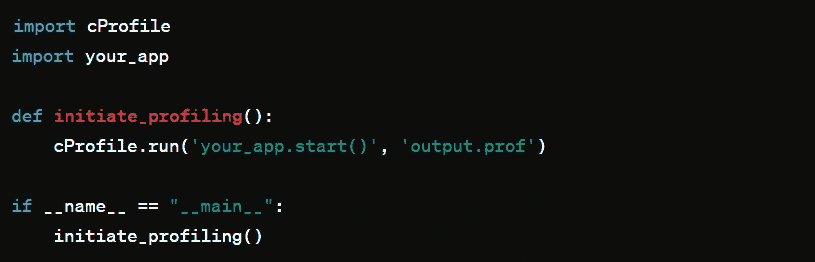 import cProfile
import your_app
def initiate_profiling():
    cProfile.run('your_app.start()', 'output.prof')
if __name__ == "__main__":
    initiate_profiling()